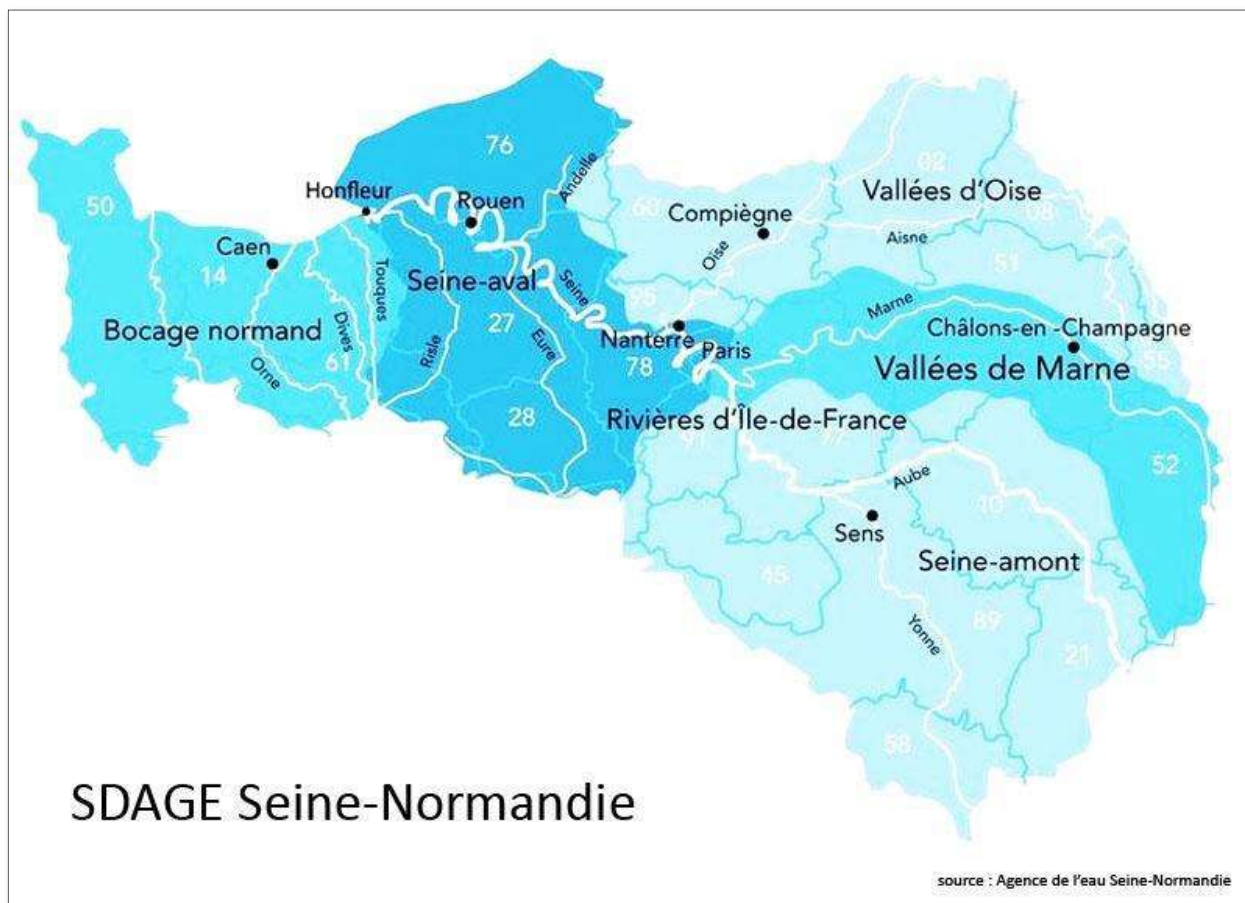 76
Andelle
02
Honfleur
Rouen
Vallées d'Oise
50
60
Compiègne
08
Caen
Oise
Aisne
14
Touques
Seine-aval
Seine
51
95
Marne
Bocage normand
Dives
27
Nanterre
Châlons-en -Champagne
61
Risle
Eure
Paris
55
78
Vallées de Marne
Orne
28
Rivières d'Île-de-France
91
77
52
Aube
10
Sens
Seine-amont
45
Yonne
89
21
58
SDAGE Seine-Normandie
source : Agence de l'eau Seine-Normandie